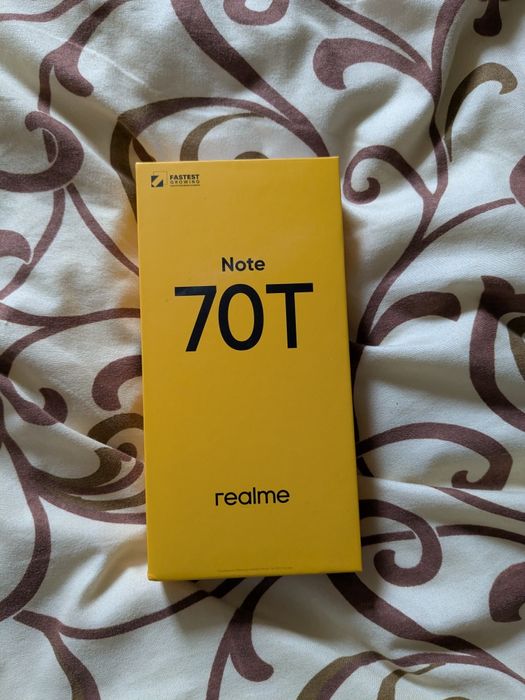 FASTEST
GROWING
Note
70T
realme